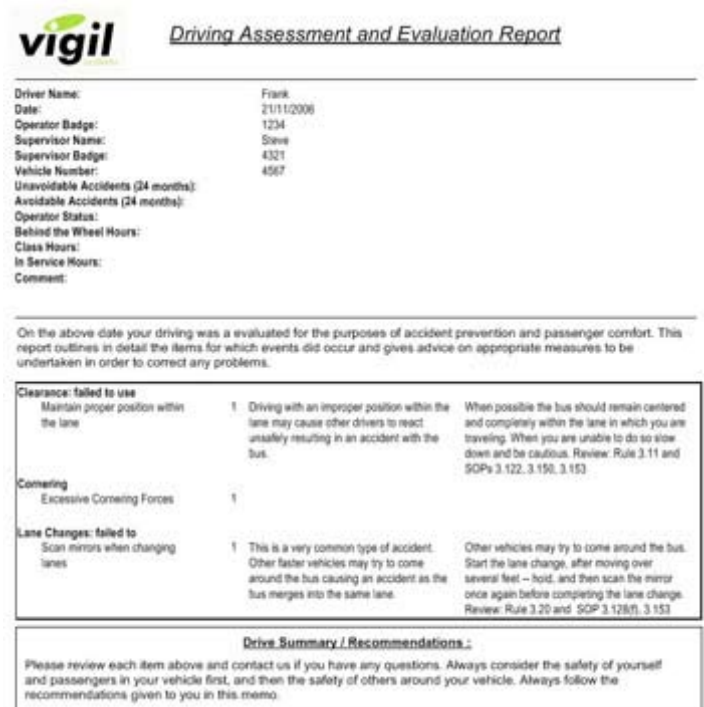 vigil
Driving Assessment and Evaluation Report
Driver Name: Frank
Date: 21/11/2006
Operator Badge: 1234
Supervisor Name: Steve
Supervisor Badge: 4321
Vehicle Number: 4567
Unavoidable Accidents (24 months):
Avoidable Accidents (24 months):
Operator Status:
Behind the Wheel Hours:
Class Hours:
In Service Hours:
Comment:
On the above date your driving was a evaluated for the purposes of accident prevention and passenger comfort. This
report outlines in detail the items for which events did occur and gives advice on appropriate measures to be
undertaken in order to correct any problems.
Clearance: failed to use
Maintain proper position within 1 Driving with an improper position within the When possible the bus should remain centered
the lane lane may cause other drivers to react and completely within the lane in which you are
unsafely resulting in an accident with the traveling. When you are unable to do so slow
bus. down and be cautious. Review: Rule 3.11 and
SOPs 3.122, 3.150, 3.153
Cornering
Excessive Cornering Forces 1
Lane Changes: failed to
Scan mirrors when changing 1 This is a very common type of accident. Other vehicles may try to come around the bus.
lanes Other faster vehicles may try to come Start the lane change, after moving over
around the bus causing an accident as the several feet -- hold, and then scan the mirror
bus merges into the same lane. once again before completing the lane change.
Review: Rule 3.20 and SOP 3.128(f), 3.153
Drive Summary / Recommendations :
Please review each item above and contact us if you have any questions. Always consider the safety of yourself
and passengers in your vehicle first, and then the safety of others around your vehicle. Always follow the
recommendations given to you in this memo.